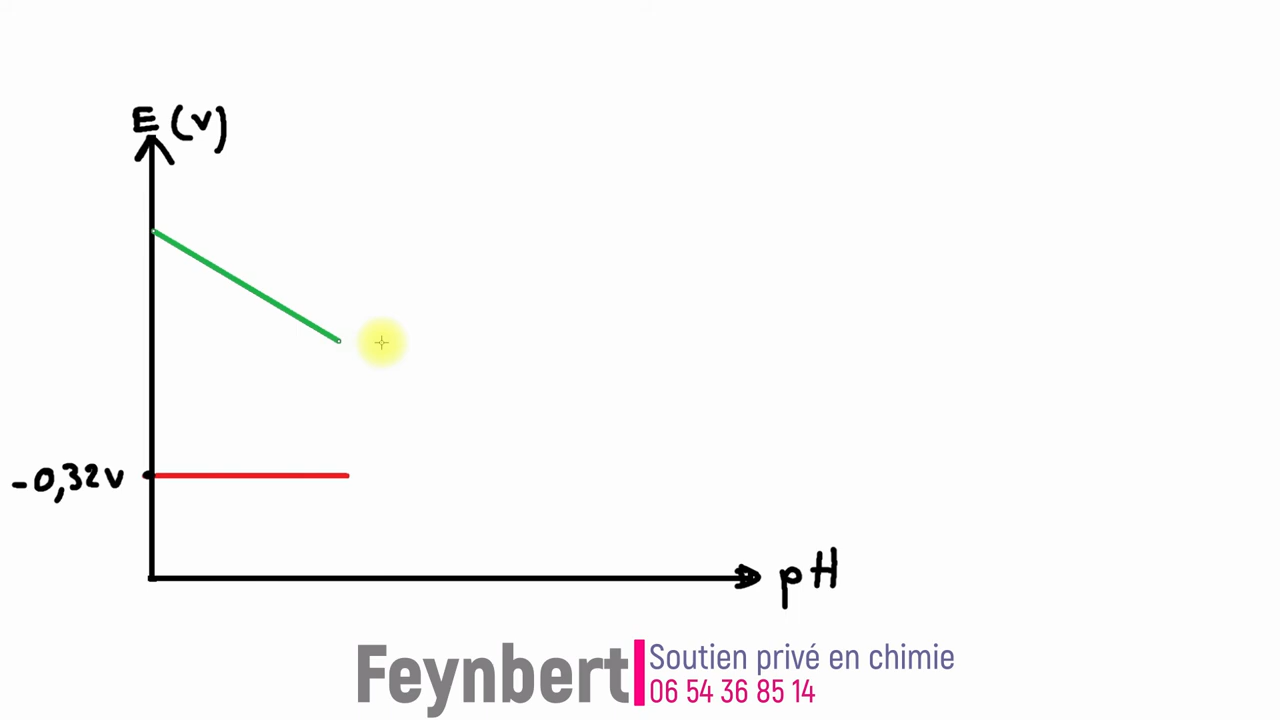 E (v)
-0,32v
pH
Feynbert
Soutien privé en chimie
06 54 36 85 14